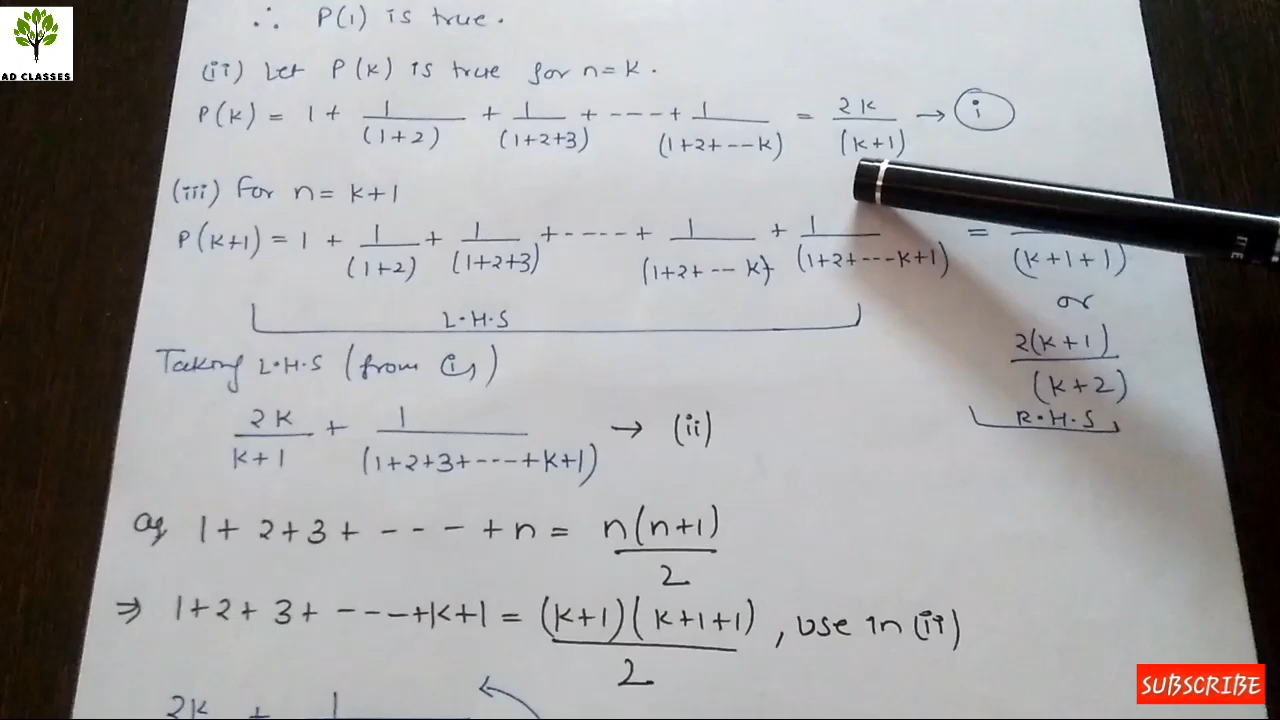 AD CLASSES
∴ P(1) is true.
(ii) Let P(k) is true for n=k.
P(k) = 1 + 1/(1+2) + 1/(1+2+3) + ---- + 1/(1+2+--k) = 2k/(k+1) → (i)
(iii) For n= k+1
P(k+1) = 1 + 1/(1+2) + 1/(1+2+3) +-----+ 1/(1+2+-- k) + 1/(1+2+---k+1) = /(k+1+1)
or
2(k+1)/(k+2)
L.H.S
R.H.S
Taking L.H.S (from (i))
2k/k+1 + 1/(1+2+3+----+k+1) → (ii)
as 1+ 2+3+ --- - +n = n(n+1)/2
⇒ 1+2+3+ ----+k+1 = (k+1)(k+1+1)/2 , use in (ii)
2k + 1
SUBSCRIBE